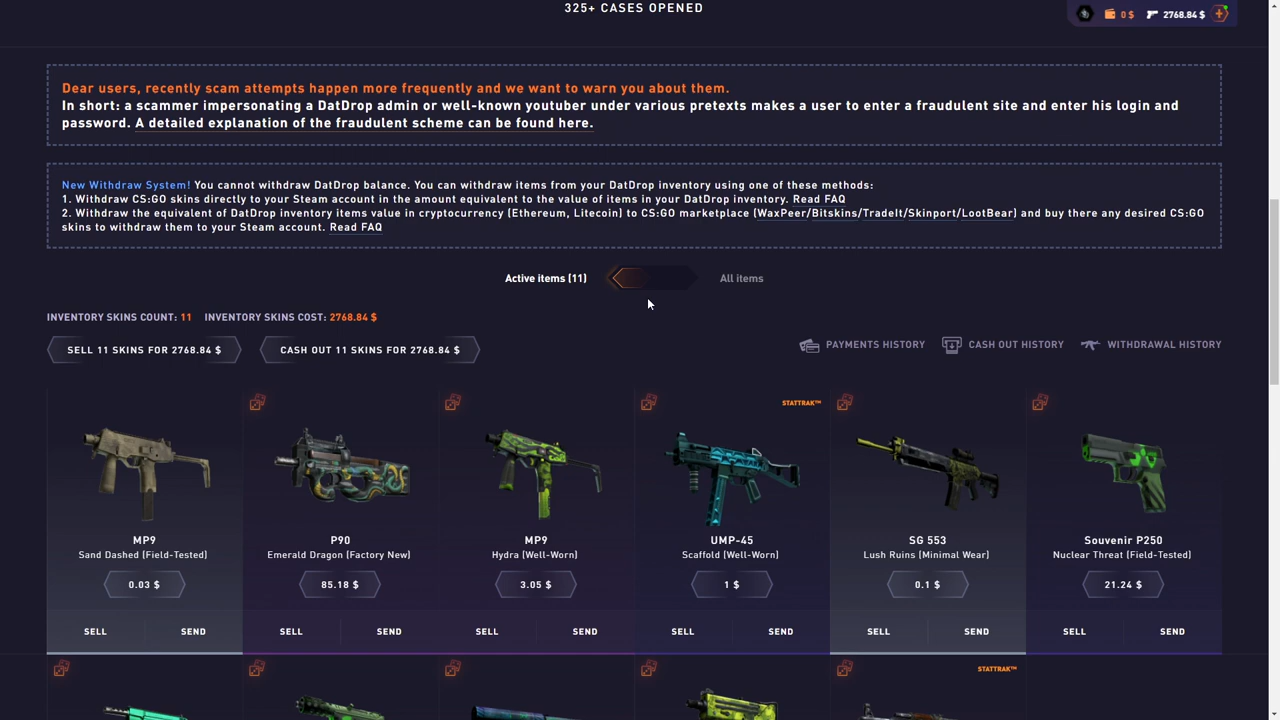 325+ CASES OPENED
0 $ 2768.84 $
Dear users, recently scam attempts happen more frequently and we want to warn you about them.
In short: a scammer impersonating a DatDrop admin or well-known youtuber under various pretexts makes a user to enter a fraudulent site and enter his login and
password. A detailed explanation of the fraudulent scheme can be found here.
New Withdraw System! You cannot withdraw DatDrop balance. You can withdraw items from your DatDrop inventory using one of these methods:
1. Withdraw CS:GO skins directly to your Steam account in the amount equivalent to the value of items in your DatDrop inventory. Read FAQ
2. Withdraw the equivalent of DatDrop inventory items value in cryptocurrency (Ethereum, Litecoin) to CS:GO marketplace (WaxPeer/Bitskins/TradeIt/Skinport/LootBear) and buy there any desired CS:GO
skins to withdraw them to your Steam account. Read FAQ
Active items (11) All items
INVENTORY SKINS COUNT: 11 INVENTORY SKINS COST: 2768.84 $
SELL 11 SKINS FOR 2768.84 $ CASH OUT 11 SKINS FOR 2768.84 $ PAYMENTS HISTORY CASH OUT HISTORY WITHDRAWAL HISTORY
STATTRAK™
MP9 P90 MP9 UMP-45 SG 553 Souvenir P250
Sand Dashed (Field-Tested) Emerald Dragon (Factory New) Hydra (Well-Worn) Scaffold (Well-Worn) Lush Ruins (Minimal Wear) Nuclear Threat (Field-Tested)
0.03 $ 85.18 $ 3.05 $ 1 $ 0.1 $ 21.24 $
SELL SEND SELL SEND SELL SEND SELL SEND SELL SEND SELL SEND
STATTRAK™